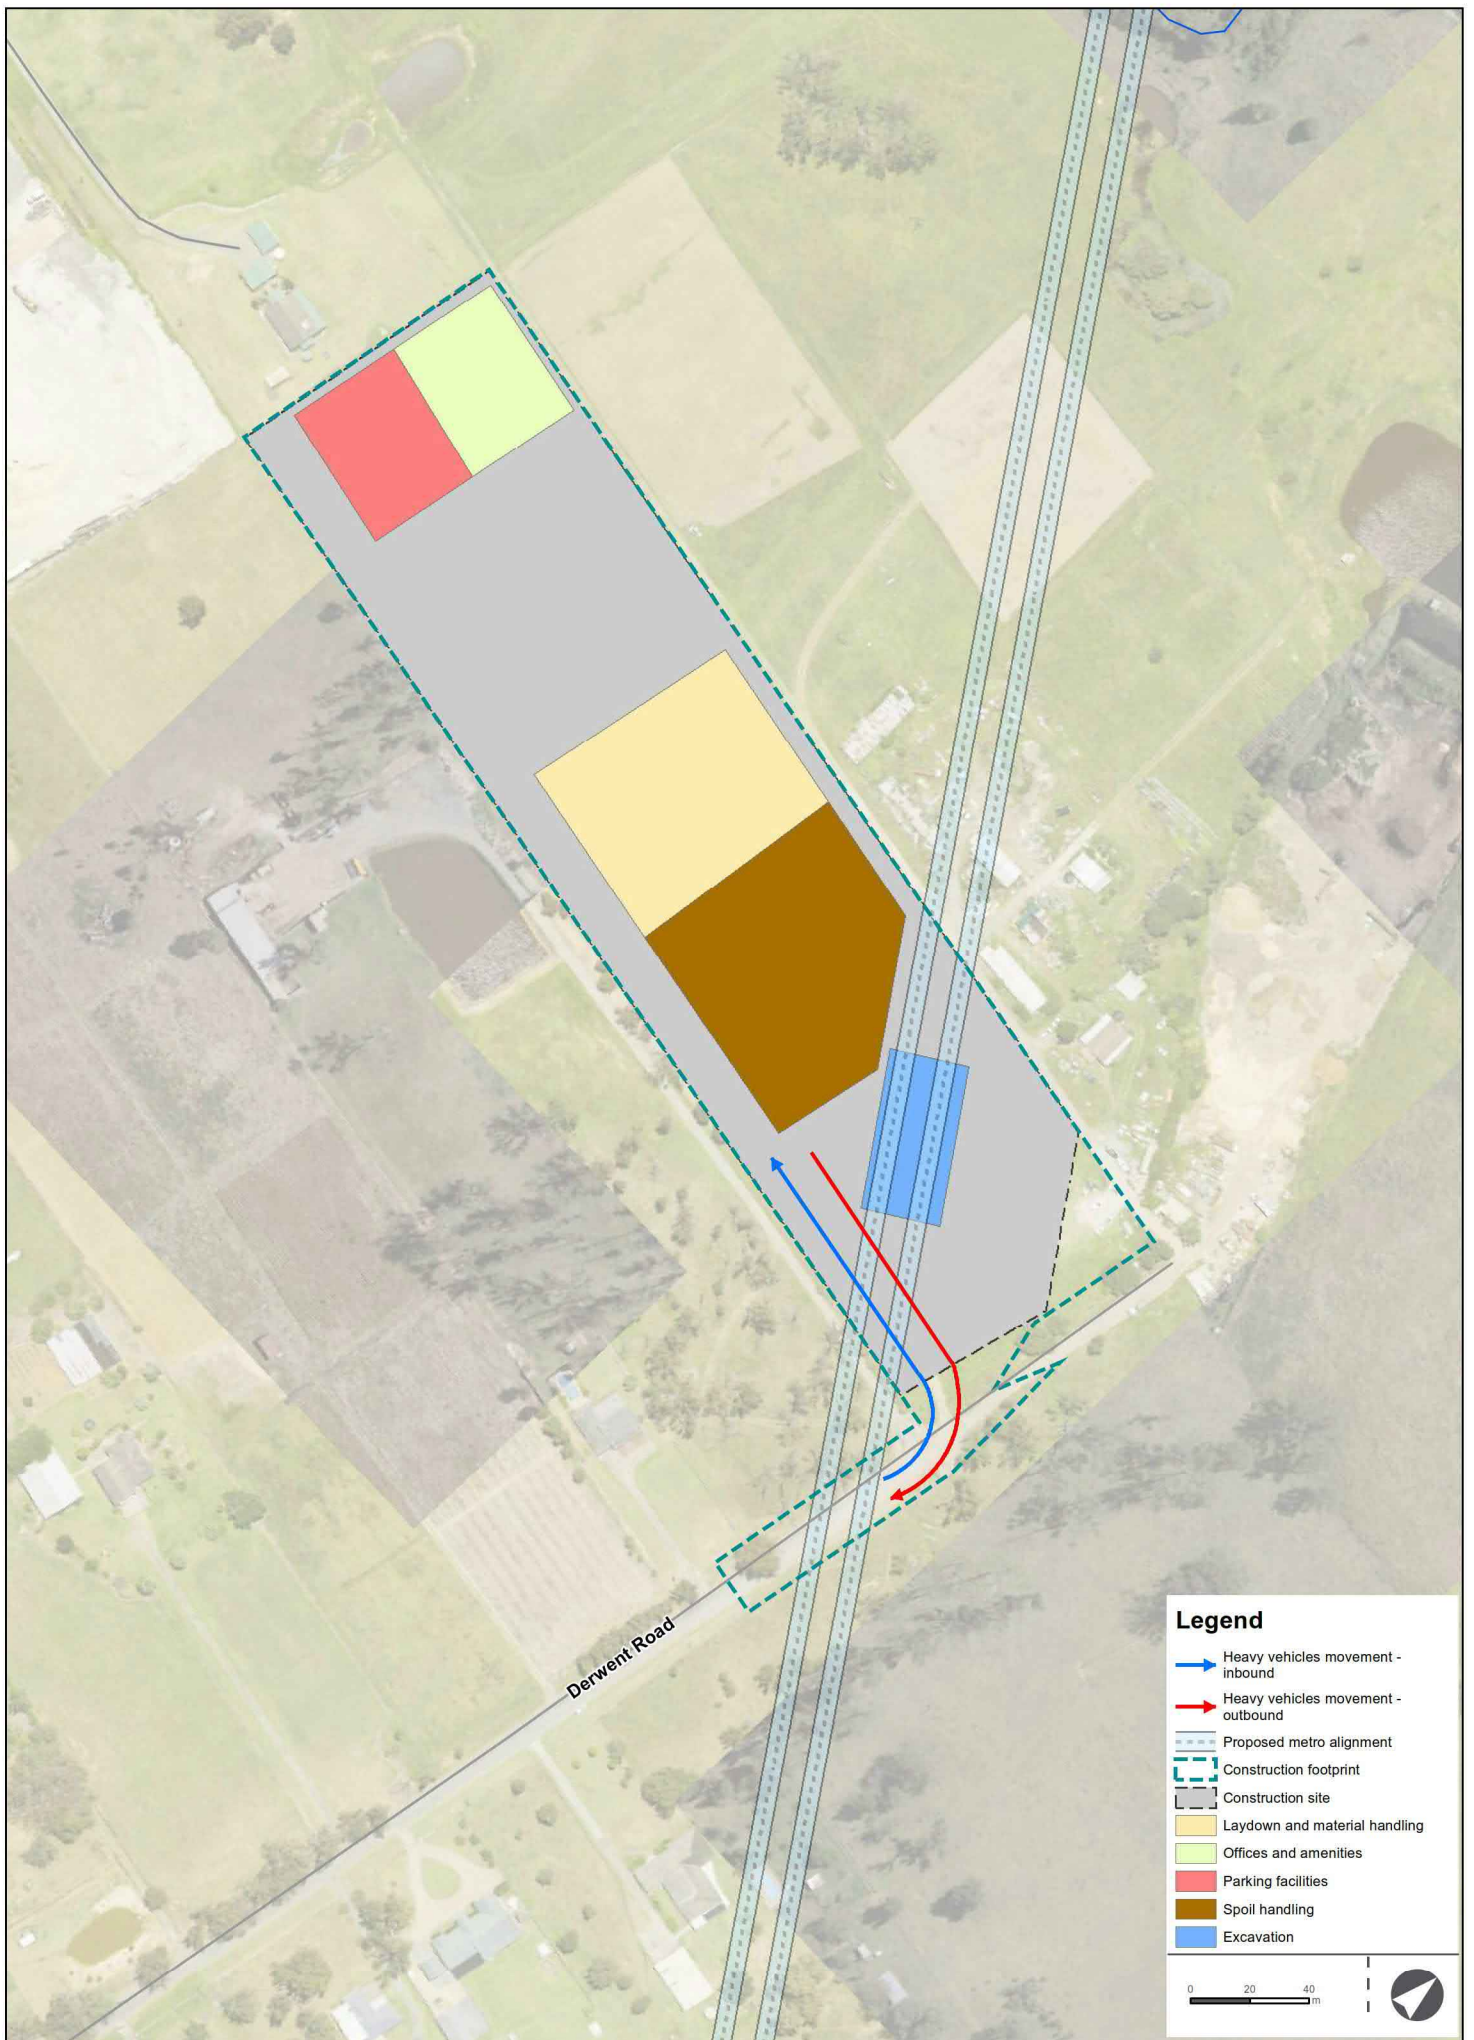 Derwent Road
Legend
Heavy vehicles movement -
inbound
Heavy vehicles movement -
outbound
Proposed metro alignment
Construction footprint
Construction site
Laydown and material handling
Offices and amenities
Parking facilities
Spoil handling
Excavation
0 20 40
m